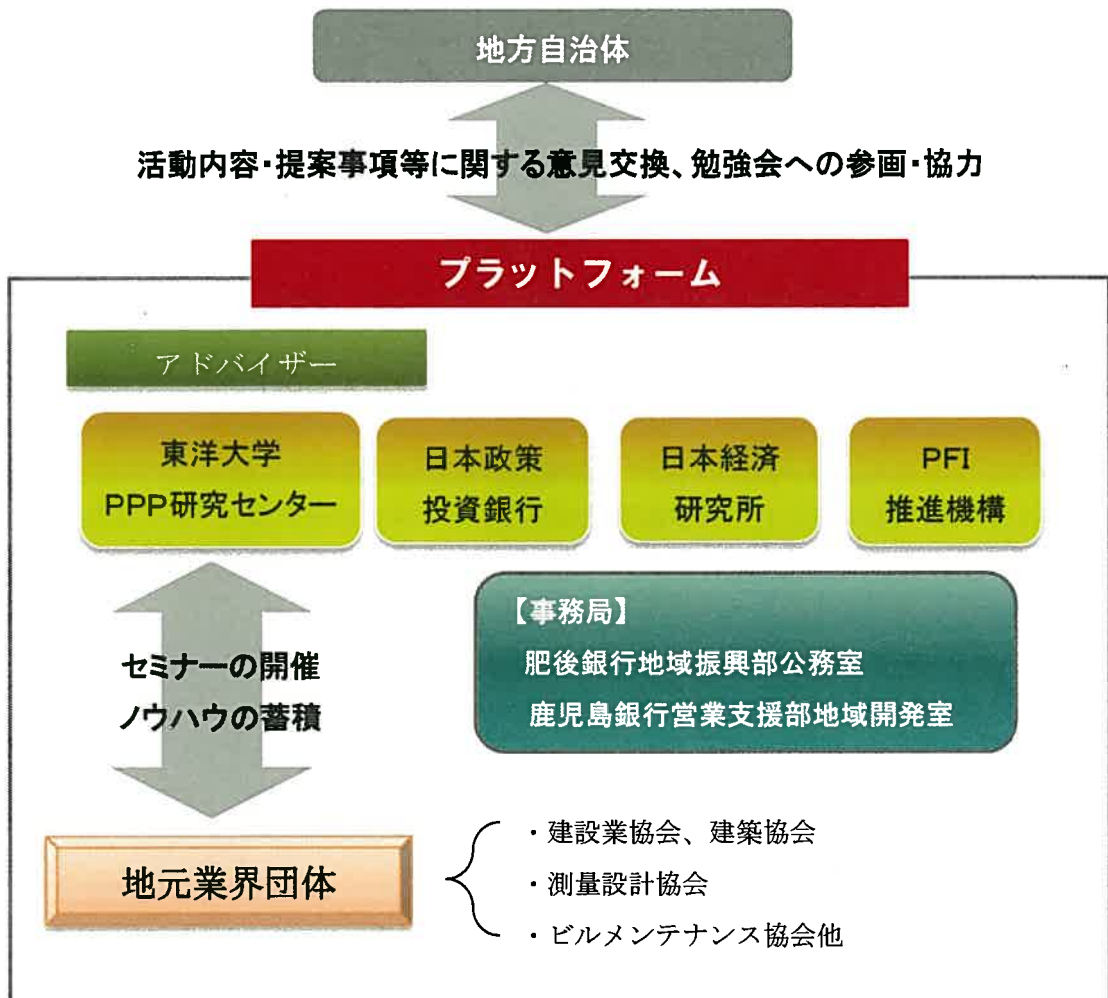 地方自治体
活動内容・提案事項等に関する意見交換、勉強会への参画・協力
プラットフォーム
アドバイザー
東洋大学
PPP研究センター
日本政策
投資銀行
日本経済
研究所
PFI
推進機構
【事務局】
肥後銀行地域振興部公務室
鹿児島銀行営業支援部地域開発室
セミナーの開催
ノウハウの蓄積
地元業界団体
・建設業協会、建築協会
・測量設計協会
・ビルメンテナンス協会他